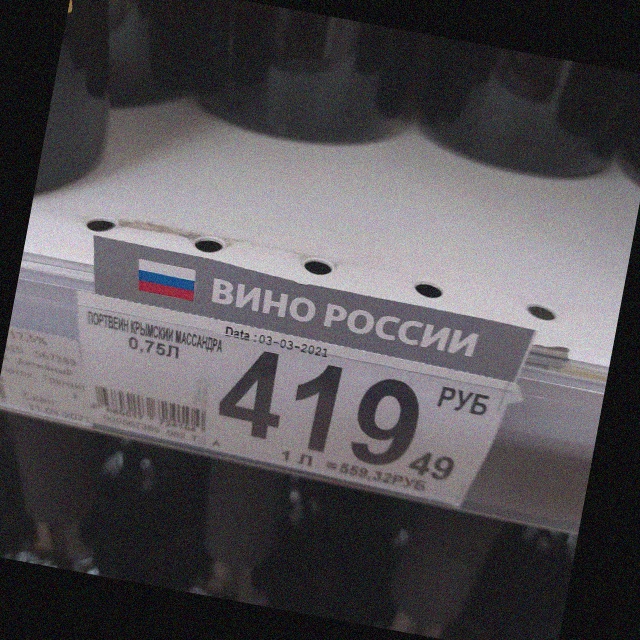 ВИНО РОССИИ
Data:03-03-2021
ПОРТВЕЙН КРЫМСКИЙ МАССАНДРА
0,75Л
419 49 РУБ
1 Л =559,32РУБ